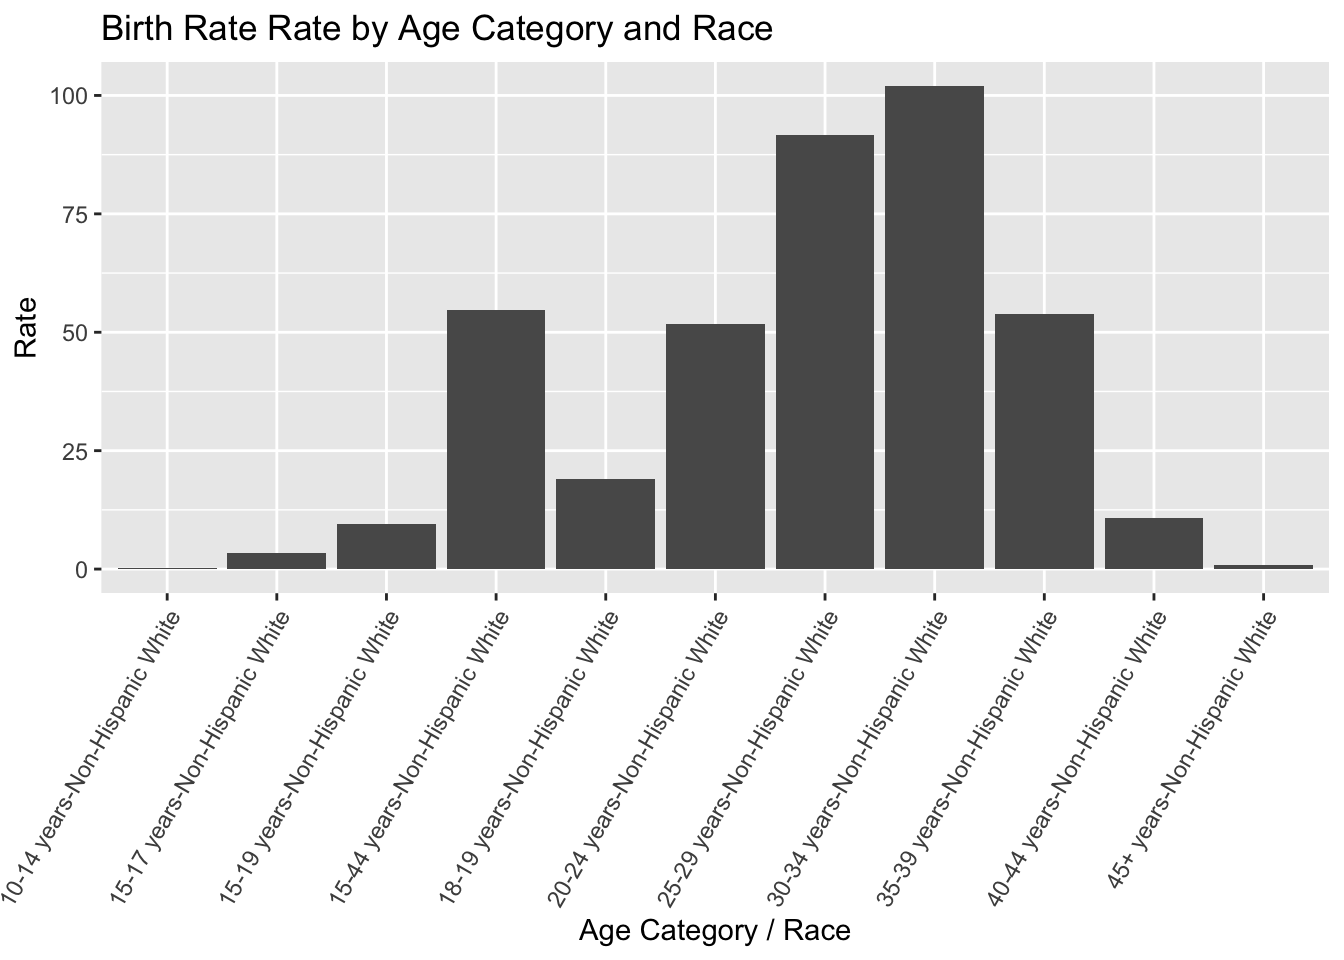 Birth Rate Rate by Age Category and Race
Rate
100
75
50
25
0
10-14 years-Non-Hispanic White
15-17 years-Non-Hispanic White
15-19 years-Non-Hispanic White
15-44 years-Non-Hispanic White
18-19 years-Non-Hispanic White
20-24 years-Non-Hispanic White
25-29 years-Non-Hispanic White
30-34 years-Non-Hispanic White
35-39 years-Non-Hispanic White
40-44 years-Non-Hispanic White
45+ years-Non-Hispanic White
Age Category / Race